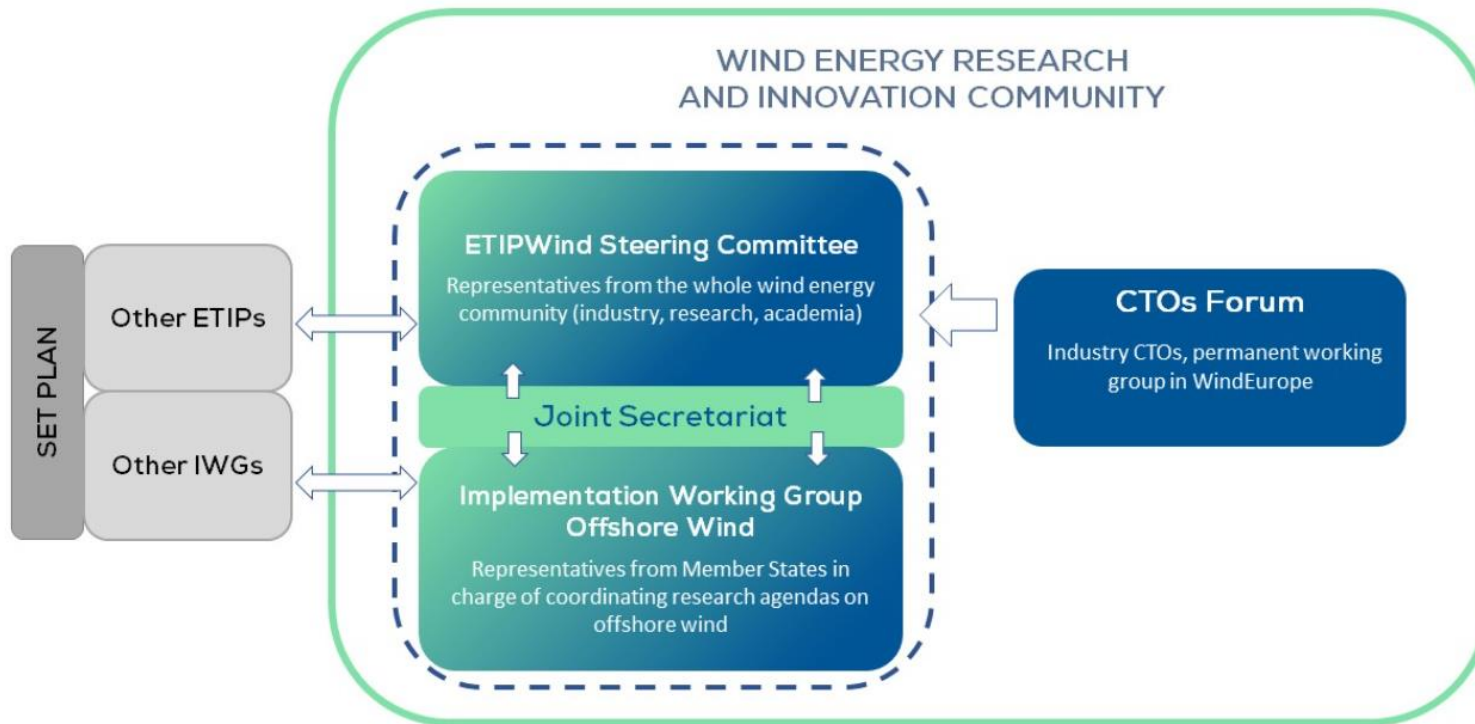 WIND ENERGY RESEARCH
AND INNOVATION COMMUNITY
SET PLAN
Other ETIPs
Other IWGs
ETIPWind Steering Committee
Representatives from the whole wind energy
community (industry, research, academia)
Joint Secretariat
Implementation Working Group
Offshore Wind
Representatives from Member States in
charge of coordinating research agendas on
offshore wind
CTOs Forum
Industry CTOs, permanent working
group in WindEurope